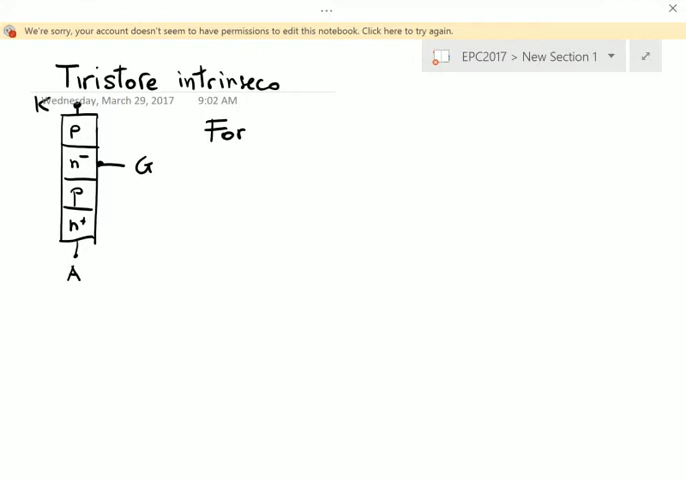 We're sorry, your account doesn't seem to have permissions to edit this notebook. Click here to try again.
EPC2017 > New Section 1
Tiristore intrinseco
Wednesday, March 29, 2017 9:02 AM
K
For
p
n⁻ G
p
n⁺
A